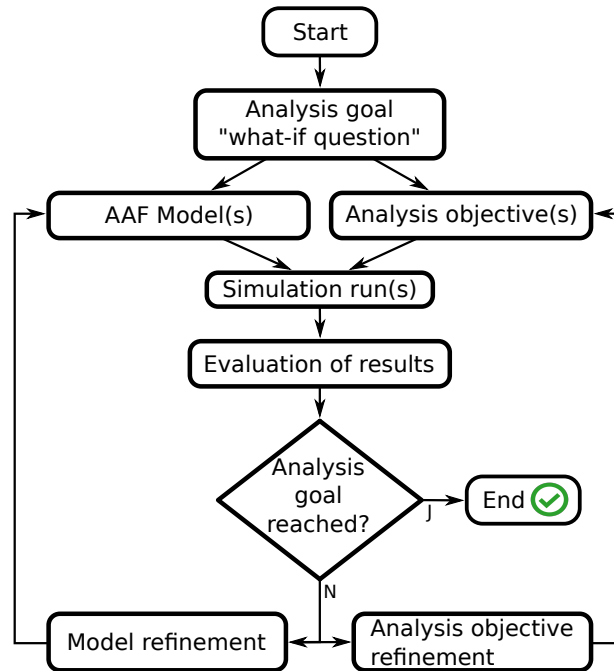 Start
Analysis goal
"what-if question"
AAF Model(s)
Analysis objective(s)
Simulation run(s)
Evaluation of results
Analysis
goal
reached?
J
End
N
Model refinement
Analysis objective
refinement